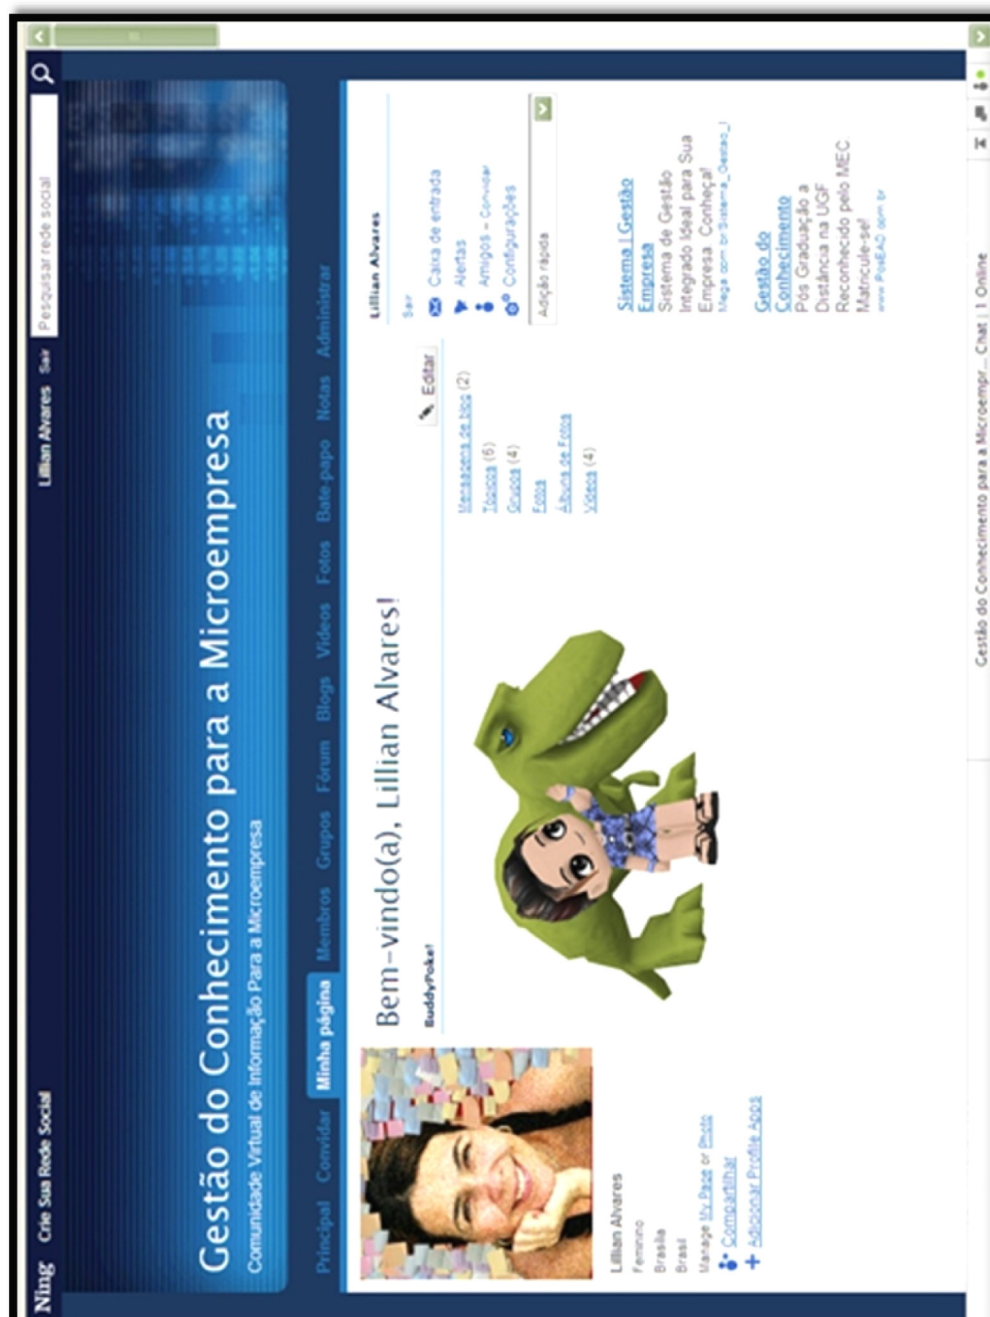 Ning Crie Sua Rede Social
Lillian Alvares Sair Pesquisar rede social
Gestão do Conhecimento para a Microempresa
Comunidade Virtual de Informação Para a Microempresa
Principal Convidar Minha página Membros Grupos Fórum Blogs Vídeos Fotos Bate-papo Notas Administrar
Bem-vindo(a), Lillian Alvares!
BuddyPoke!
Editar
Lillian Alvares
Feminino
Brasília
Brasil
Manage My Page or Photo
Compartilhar
Adicionar Profile Apps
Mensagens de blog (2)
Tópicos (6)
Grupos (4)
Fotos
Álbuns de Fotos
Vídeos (4)
Lillian Alvares
Sair
Caixa de entrada
Alertas
Amigos – Convidar
Configurações
Adição rápida
Sistema | Gestão
Empresa
Sistema de Gestão
Integrado Ideal para Sua
Empresa. Conheça!
Mega.com.br/Sistema_Gestao_I
Gestão do
Conhecimento
Pós Graduação a
Distância na UGF
Reconhecido pelo MEC.
Matricule-se!
www.PosEAD.com.br
Gestão do Conhecimento para a Microempr... Chat | 1 Online